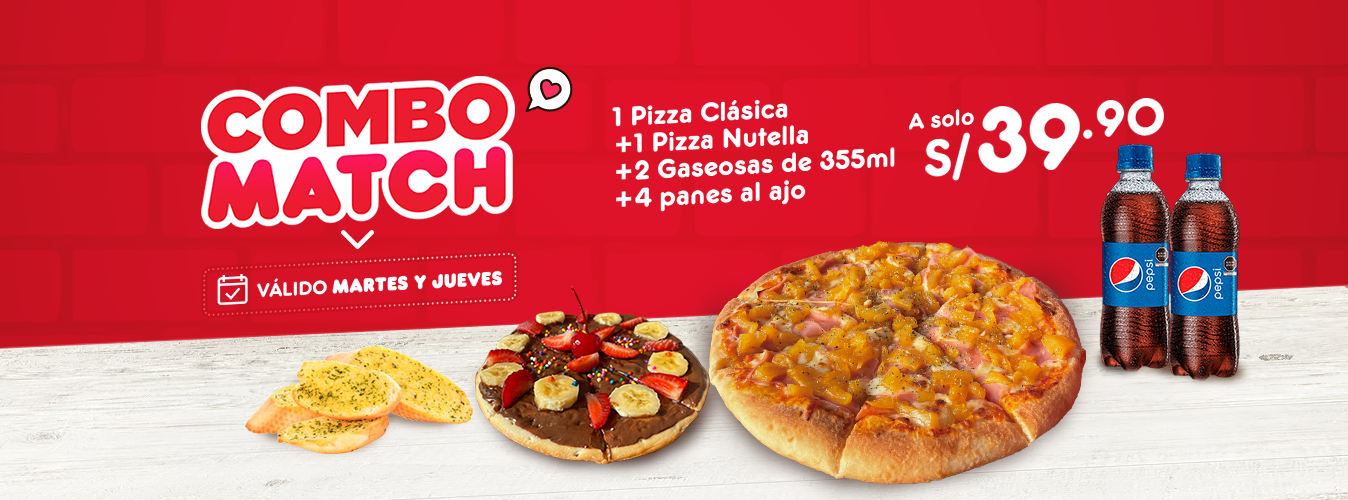 COMBO
MATCH
VÁLIDO MARTES Y JUEVES
1 Pizza Clásica
+1 Pizza Nutella
+2 Gaseosas de 355ml
+4 panes al ajo
A solo
S/39.90
pepsi
pepsi